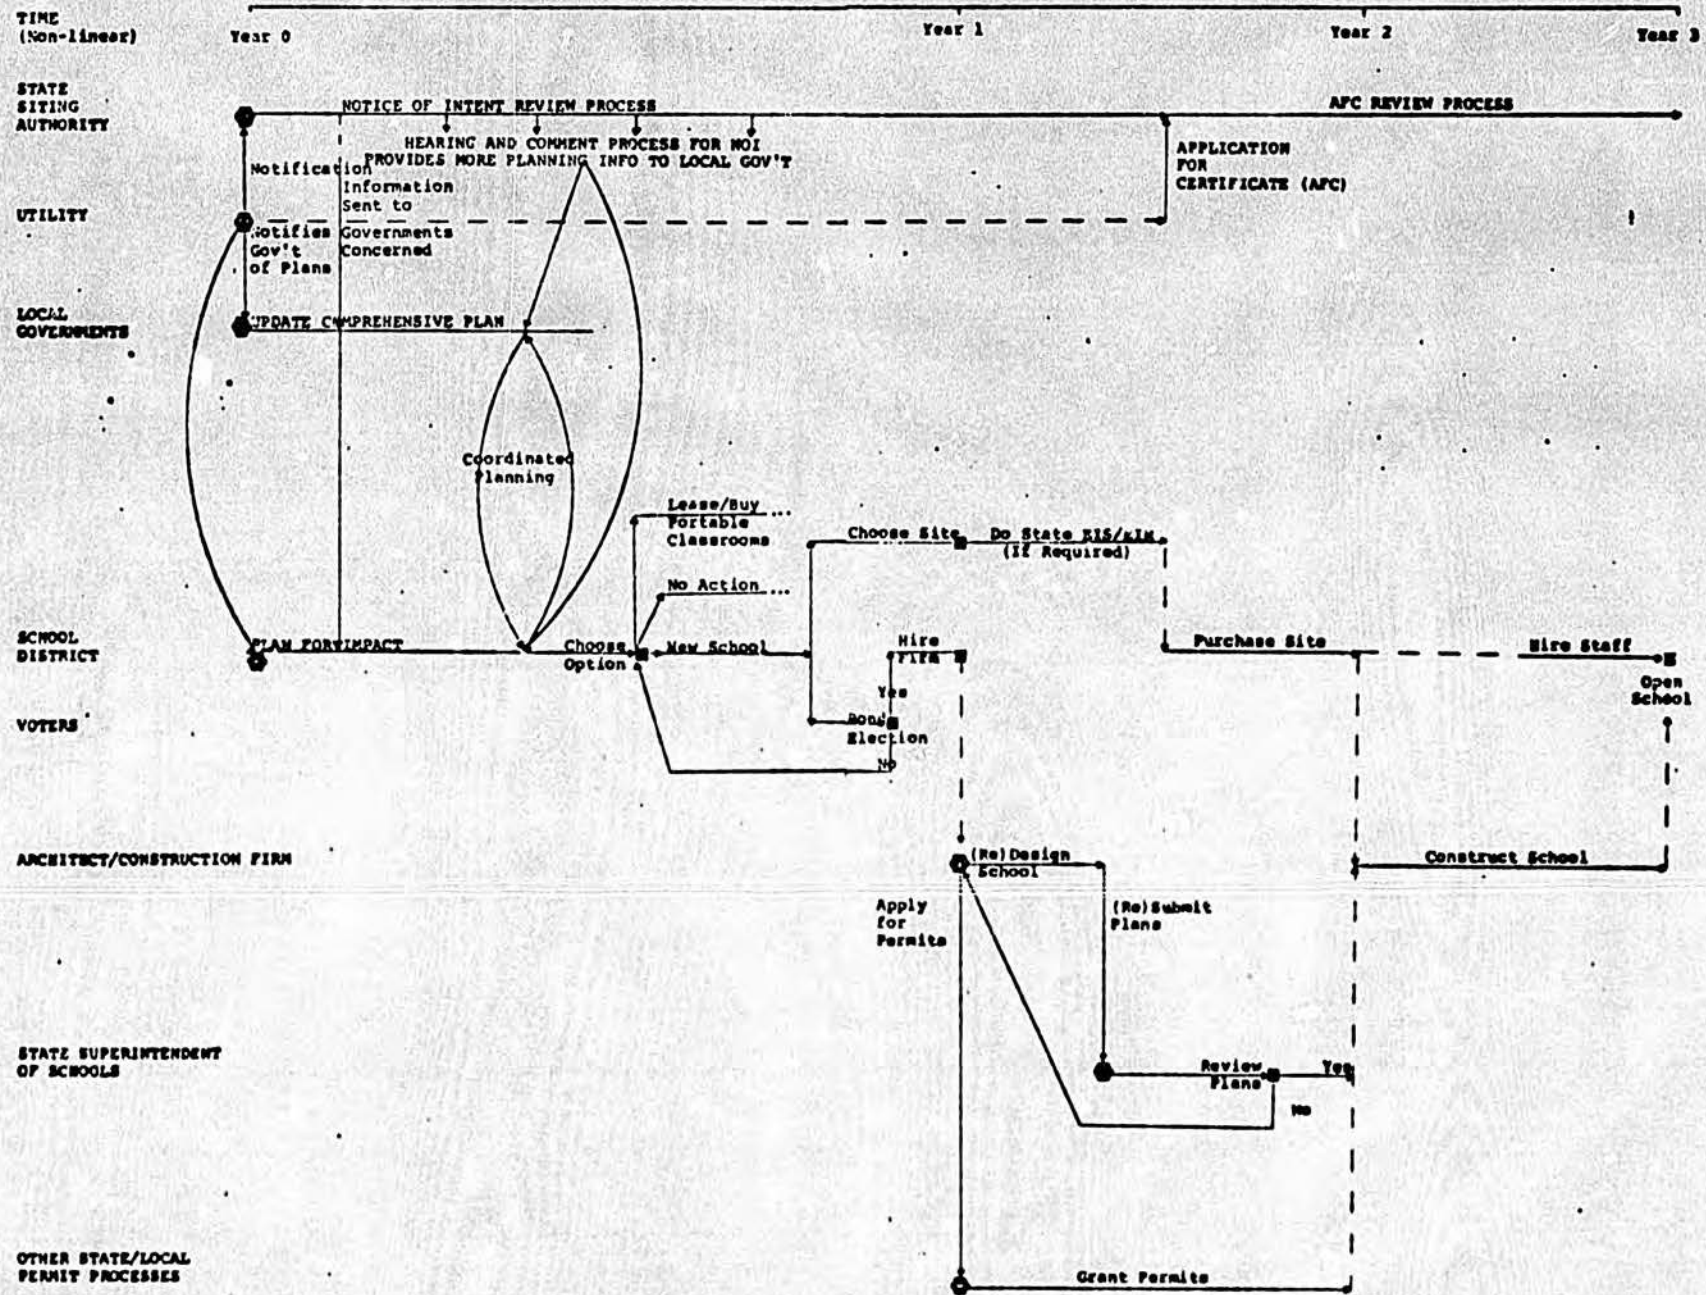 TIME
(Non-linear)
Year 0
Year 1
Year 2
Year 3
STATE
SITING
AUTHORITY
NOTICE OF INTENT REVIEW PROCESS
AFC REVIEW PROCESS
HEARING AND COMMENT PROCESS FOR NOI
PROVIDES MORE PLANNING INFO TO LOCAL GOV'T
APPLICATION
FOR
CERTIFICATE (AFC)
Notification
Information
Sent to
Governments
Concerned
UTILITY
Notifies
Gov't
of Plans
LOCAL
GOVERNMENTS
UPDATE COMPREHENSIVE PLAN
Coordinated
Planning
Lease/Buy
Portable
Classrooms
...
No Action ...
Choose Site
Do State EIS/
(If Required)
SCHOOL
DISTRICT
PLAN FOR IMPACT
Choose
Option
New School
Hire
Firm
Purchase Site
Hire Staff
Open
School
Yes
VOTERS
Bond
Election
No
ARCHITECT/CONSTRUCTION FIRM
(Re)Design
School
Construct School
Apply
for
Permits
(Re)Submit
Plans
STATE SUPERINTENDENT
OF SCHOOLS
Review
Plans
Yes
No
OTHER STATE/LOCAL
PERMIT PROCESSES
Grant Permits